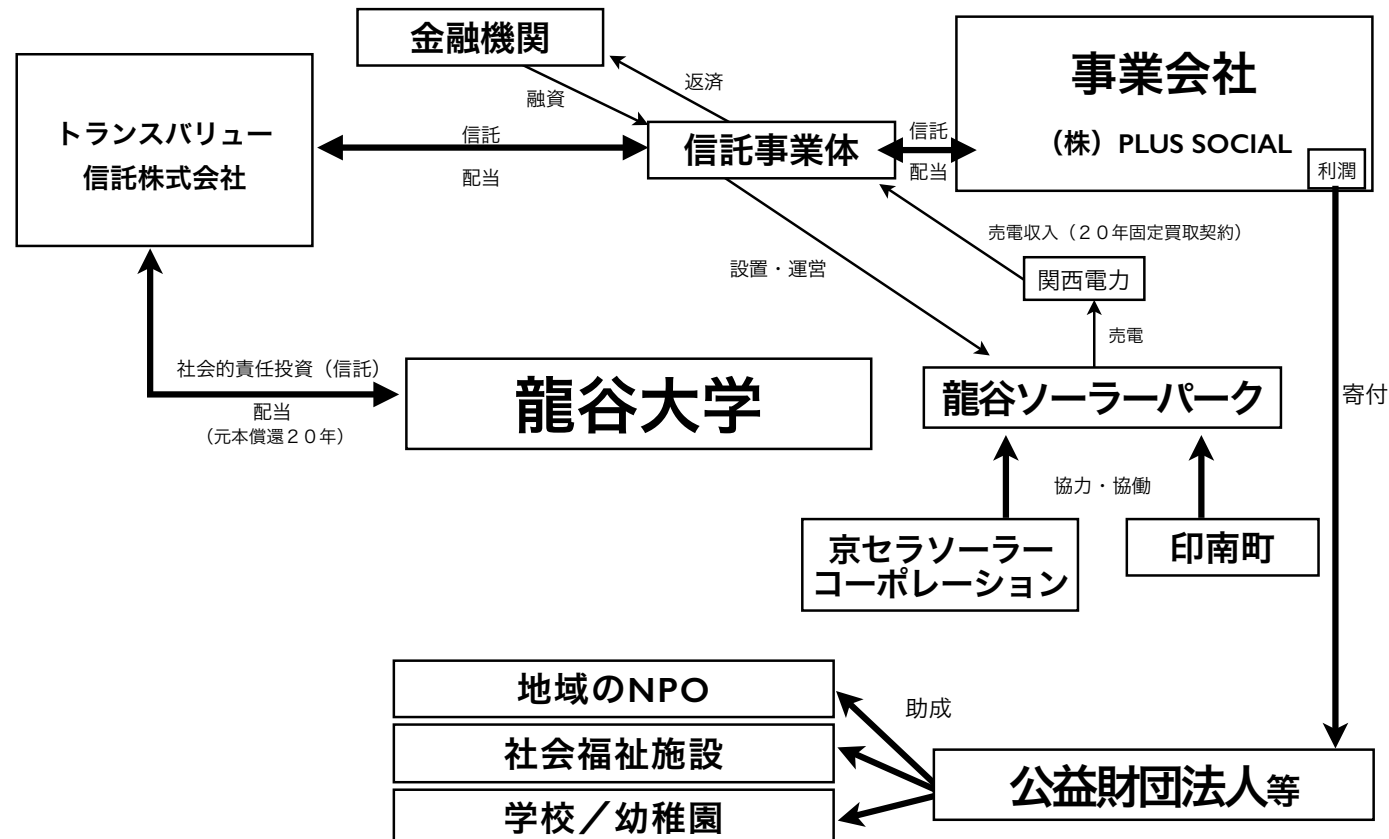 金融機関
事業会社
(株)PLUS SOCIAL
利潤
トランスバリュー
信託株式会社
返済
融資
信託
配当
信託事業体
信託
配当
売電収入(20年固定買取契約)
設置・運営
関西電力
売電
社会的責任投資(信託)
配当
(元本償還20年)
龍谷大学
龍谷ソーラーパーク
寄付
協力・協働
京セラソーラー
コーポレーション
印南町
地域のNPO
社会福祉施設
学校/幼稚園
助成
公益財団法人等